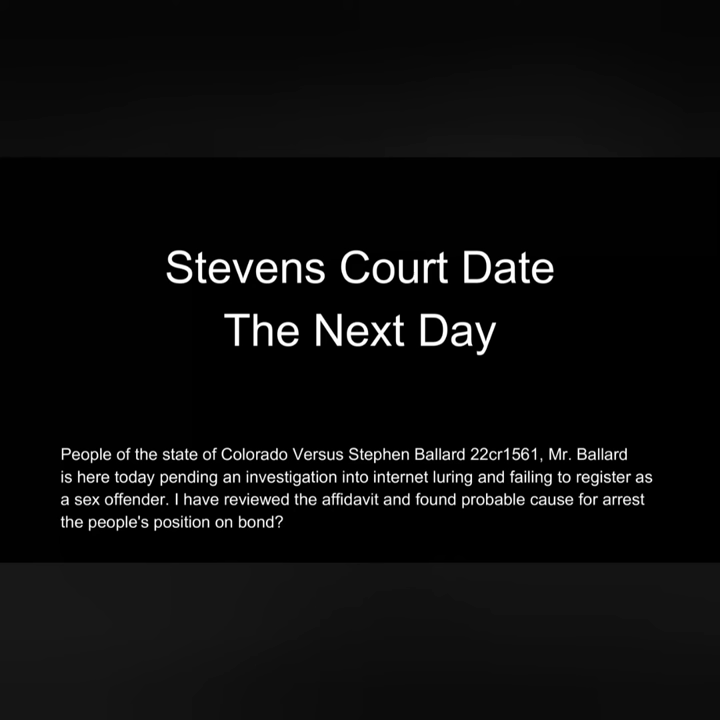 Stevens Court Date
The Next Day
People of the state of Colorado Versus Stephen Ballard 22cr1561, Mr. Ballard
is here today pending an investigation into internet luring and failing to register as
a sex offender. I have reviewed the affidavit and found probable cause for arrest
the people's position on bond?